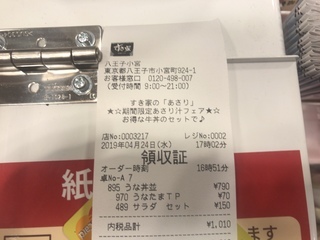 すき家
八王子小宮
東京都八王子市小宮町924-1
お客様窓口 0120-498-007
(受付時間 9:00~21:00)
すき家の「あさり」
★☆期間限定あさり汁フェア★☆
お得な牛丼のセットで♪
店No.0003217 レジNo.0002
2019年04月24日(水) 17時02分
領収証
オーダー時刻 16時51分
卓No-A 7
895 うな丼並 ¥790
970 うなたまTP ¥70
489 サラダ セット ¥150
内税品計 ¥1,010
紙